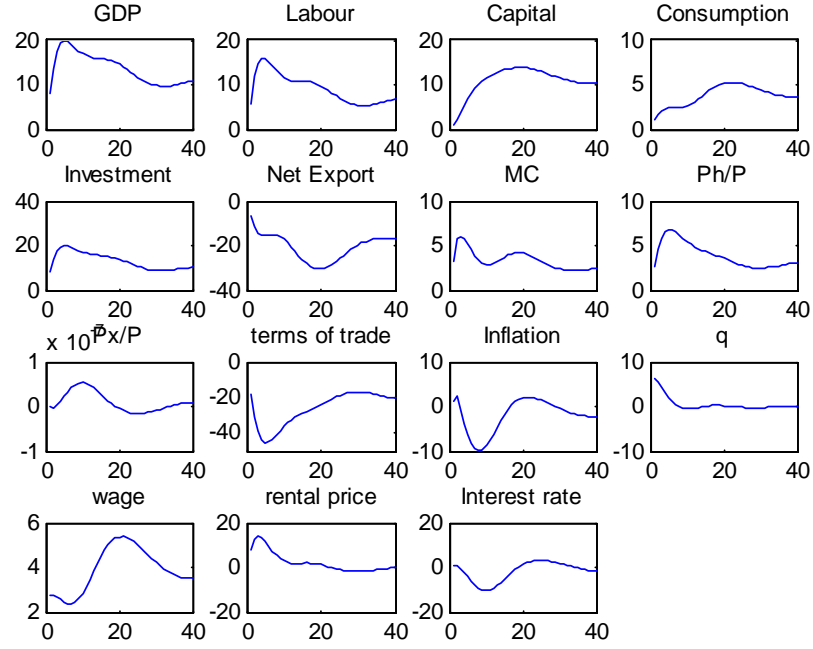 GDP Labour Capital Consumption
20 20 20 10
10 10 10 5
0 0 0 0
0 20 40 0 20 40 0 20 40 0 20 40
Investment Net Export MC Ph/P
40 0 10 10
20 -20 5 5
0 -40 0 0
0 20 40 0 20 40 0 20 40 0 20 40
x 10 Px/P terms of trade Inflation q
1 0 10 10
0 -20 0 0
-1 -40 -10 -10
0 20 40 0 20 40 0 20 40 0 20 40
wage rental price Interest rate
6 20 20
4 0 0
2 -20 -20
0 20 40 0 20 40 0 20 40